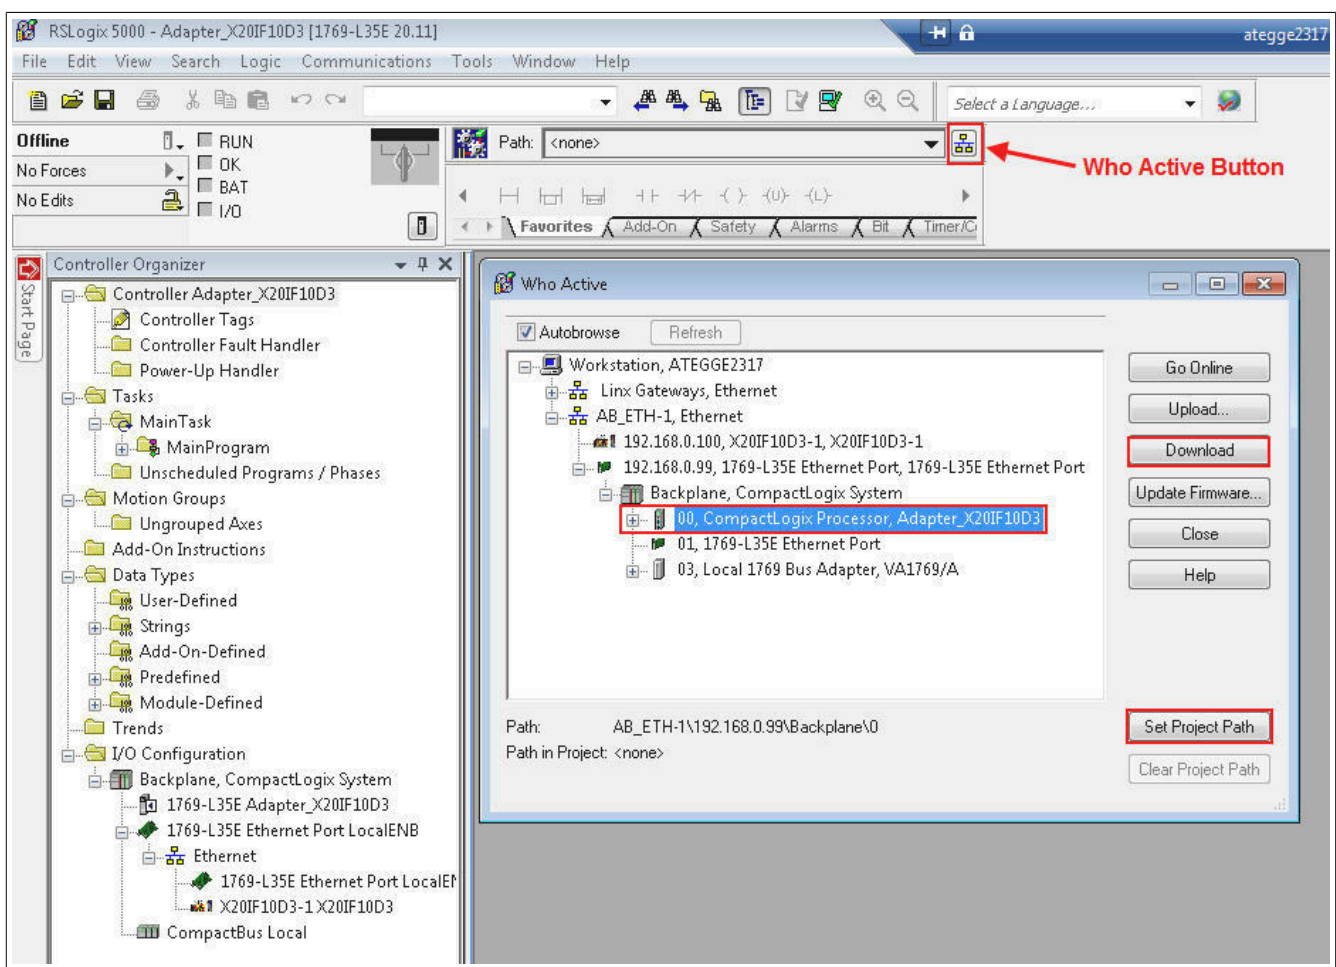 RSLogix 5000 - Adapter_X20IF10D3 [1769-L35E 20.11]
ategge2317
File Edit View Search Logic Communications Tools Window Help
Select a Language...
Offline
RUN
Path: <none>
No Forces
OK
Who Active Button
BAT
No Edits
I/O
Favorites Add-On Safety Alarms Bit Timer/C
Start Page
Controller Organizer
Controller Adapter_X20IF10D3
Controller Tags
Controller Fault Handler
Power-Up Handler
Tasks
MainTask
MainProgram
Unscheduled Programs / Phases
Motion Groups
Ungrouped Axes
Add-On Instructions
Data Types
User-Defined
Strings
Add-On-Defined
Predefined
Module-Defined
Trends
I/O Configuration
Backplane, CompactLogix System
1769-L35E Adapter_X20IF10D3
1769-L35E Ethernet Port LocalENB
Ethernet
1769-L35E Ethernet Port LocalEN
X20IF10D3-1 X20IF10D3
CompactBus Local
Who Active
Autobrowse
Refresh
Workstation, ATEGGE2317
Linx Gateways, Ethernet
AB_ETH-1, Ethernet
192.168.0.100, X20IF10D3-1, X20IF10D3-1
192.168.0.99, 1769-L35E Ethernet Port, 1769-L35E Ethernet Port
Backplane, CompactLogix System
00, CompactLogix Processor, Adapter_X20IF10D3
01, 1769-L35E Ethernet Port
03, Local 1769 Bus Adapter, VA1769/A
Go Online
Upload...
Download
Update Firmware...
Close
Help
Path: AB_ETH-1\192.168.0.99\Backplane\0
Set Project Path
Path in Project: <none>
Clear Project Path